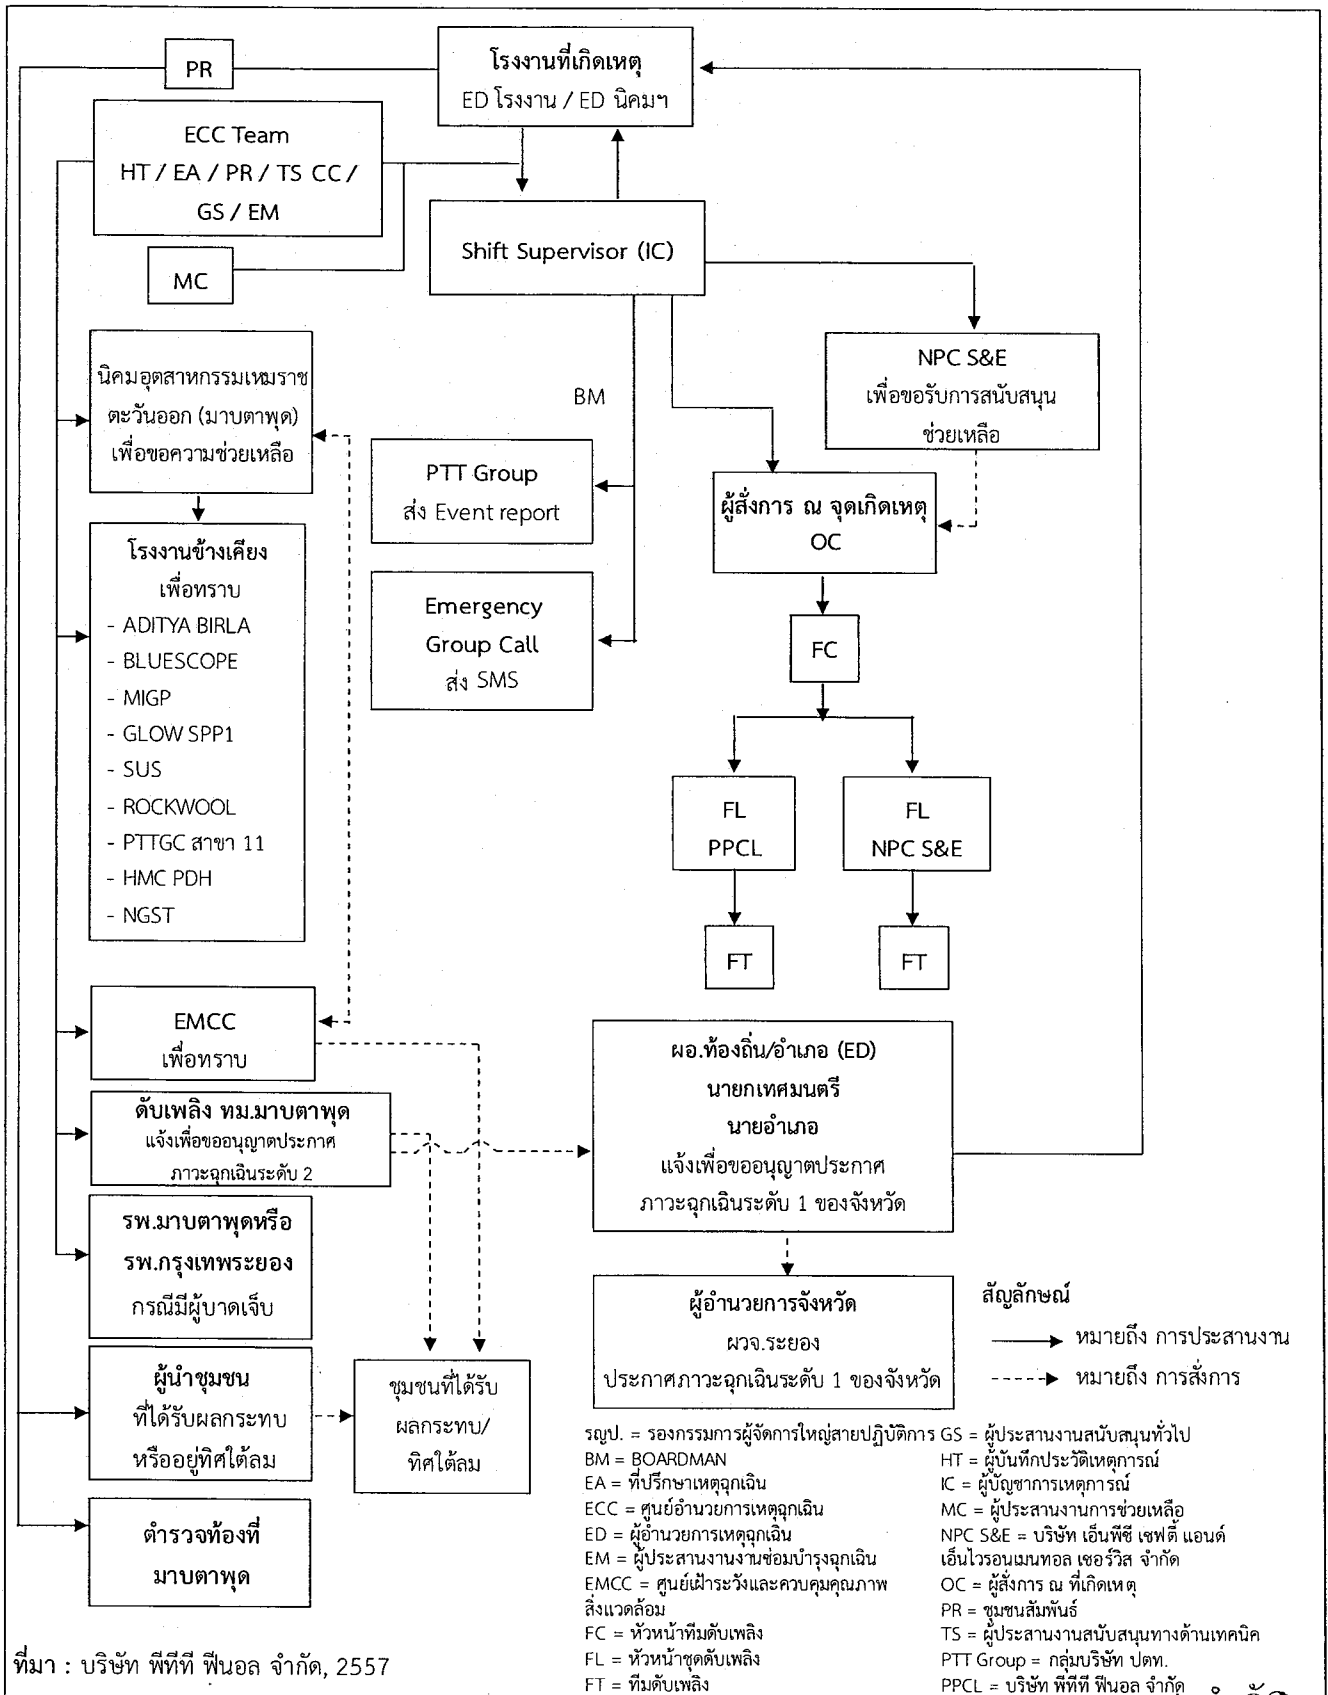 PR
โรงงานที่เกิดเหตุ
ED โรงงาน / ED นิคมฯ
ECC Team
HT / EA / PR / TS CC /
GS / EM
MC
Shift Supervisor (IC)
นิคมอุตสาหกรรมเหมราช
ตะวันออก (มาบตาพุด)
เพื่อขอความช่วยเหลือ
BM
NPC S&E
เพื่อขอรับการสนับสนุน
ช่วยเหลือ
PTT Group
ส่ง Event report
ผู้สั่งการ ณ จุดเกิดเหตุ
OC
โรงงานข้างเคียง
เพื่อทราบ
- ADITYA BIRLA
- BLUESCOPE
- MIGP
- GLOW SPP1
- SUS
- ROCKWOOL
- PTTGC สาขา 11
- HMC PDH
- NGST
Emergency
Group Call
ส่ง SMS
FC
FL
PPCL
FL
NPC S&E
FT
FT
EMCC
เพื่อทราบ
ดับเพลิง ทม.มาบตาพุด
แจ้งเพื่อขออนุญาตประกาศ
ภาวะฉุกเฉินระดับ 2
ผอ.ท้องถิ่น/อำเภอ (ED)
นายกเทศมนตรี
นายอำเภอ
แจ้งเพื่อขออนุญาตประกาศ
ภาวะฉุกเฉินระดับ 1 ของจังหวัด
รพ.มาบตาพุดหรือ
รพ.กรุงเทพระยอง
กรณีมีผู้บาดเจ็บ
ผู้อำนวยการจังหวัด
ผวจ.ระยอง
ประกาศภาวะฉุกเฉินระดับ 1 ของจังหวัด
ผู้นำชุมชน
ที่ได้รับผลกระทบ
หรืออยู่ทิศใต้ลม
ชุมชนที่ได้รับ
ผลกระทบ/
ทิศใต้ลม
ตำรวจท้องที่
มาบตาพุด
สัญลักษณ์
หมายถึง การประสานงาน
หมายถึง การสั่งการ
รญป. = รองกรรมการผู้จัดการใหญ่สายปฏิบัติการ
BM = BOARDMAN
EA = ที่ปรึกษาเหตุฉุกเฉิน
ECC = ศูนย์อำนวยการเหตุฉุกเฉิน
ED = ผู้อำนวยการเหตุฉุกเฉิน
EM = ผู้ประสานงานงานซ่อมบำรุงฉุกเฉิน
EMCC = ศูนย์เฝ้าระวังและควบคุมคุณภาพ
สิ่งแวดล้อม
FC = หัวหน้าทีมดับเพลิง
FL = หัวหน้าชุดดับเพลิง
FT = ทีมดับเพลิง
GS = ผู้ประสานงานสนับสนุนทั่วไป
HT = ผู้บันทึกประวัติเหตุการณ์
IC = ผู้บัญชาการเหตุการณ์
MC = ผู้ประสานงานการช่วยเหลือ
NPC S&E = บริษัท เอ็นพีซี เซฟตี้ แอนด์
เอ็นไวรอนเมนทอล เซอร์วิส จำกัด
OC = ผู้สั่งการ ณ ที่เกิดเหตุ
PR = ชุมชนสัมพันธ์
TS = ผู้ประสานงานสนับสนุนทางด้านเทคนิค
PTT Group = กลุ่มบริษัท ปตท.
PPCL = บริษัท พีทีที ฟีนอล จำกัด
ที่มา : บริษัท พีทีที ฟีนอล จำกัด, 2557